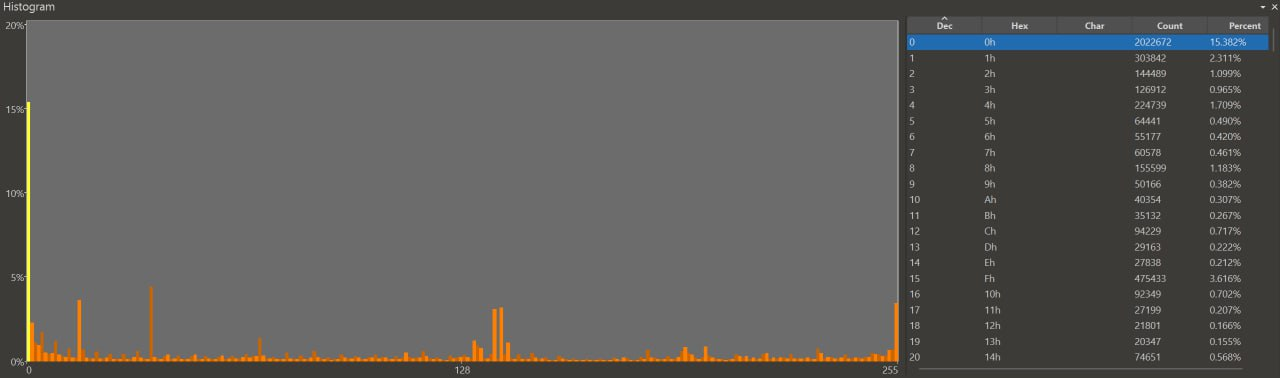 Histogram
20%
15%
10%
5%
0%
0 128 255
Dec Hex Char Count Percent
0 0h 2022672 15.382%
1 1h 303842 2.311%
2 2h 144489 1.099%
3 3h 126912 0.965%
4 4h 224739 1.709%
5 5h 64441 0.490%
6 6h 55177 0.420%
7 7h 60578 0.461%
8 8h 155599 1.183%
9 9h 50166 0.382%
10 Ah 40354 0.307%
11 Bh 35132 0.267%
12 Ch 94229 0.717%
13 Dh 29163 0.222%
14 Eh 27838 0.212%
15 Fh 475433 3.616%
16 10h 92349 0.702%
17 11h 27199 0.207%
18 12h 21801 0.166%
19 13h 20347 0.155%
20 14h 74651 0.568%